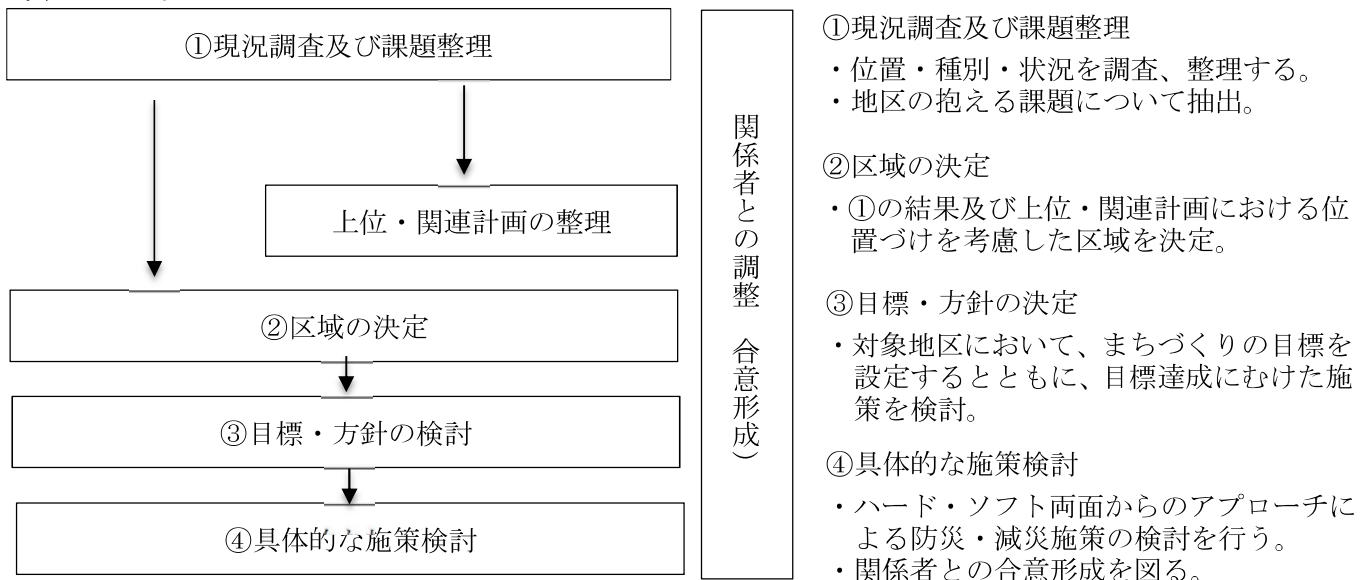 ①現況調査及び課題整理
上位・関連計画の整理
②区域の決定
③目標・方針の検討
④具体的な施策検討
関係者との調整 (合意形成)
①現況調査及び課題整理
・位置・種別・状況を調査、整理する。
・地区の抱える課題について抽出。
②区域の決定
・①の結果及び上位・関連計画における位
置づけを考慮した区域を決定。
③目標・方針の決定
・対象地区において、まちづくりの目標を
設定するとともに、目標達成にむけた施
策を検討。
④具体的な施策検討
・ハード・ソフト両面からのアプローチに
よる防災・減災施策の検討を行う。
・関係者との合意形成を図る。